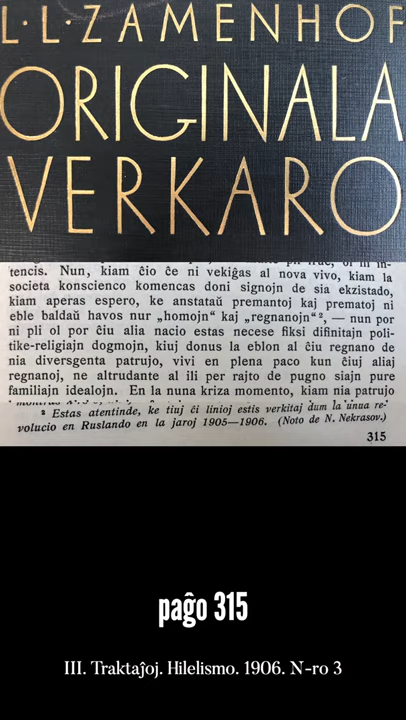 L·L·ZAMENHOF
ORIGINALA
VERKARO
tencis. Nun, kiam ĉio ĉe ni vekiĝas al nova vivo, kiam la
societa konscienco komencas doni signojn de sia ekzistado,
kiam aperas espero, ke anstataŭ premantoj kaj prematoj ni
eble baldaŭ havos nur „homojn“ kaj „regnanojn“², — nun por
ni pli ol por ĉiu alia nacio estas necese fiksi difinitajn poli-
tike-religiajn dogmojn, kiuj donus la eblon al ĉiu regnano de
nia diversgenta patrujo, vivi en plena paco kun ĉiuj aliaj
regnanoj, ne altrudante al ili per rajto de pugno siajn pure
familiajn idealojn. En la nuna kriza momento, kiam nia patrujo
² Estas atentinde, ke tiuj ĉi linioj estis verkitaj dum la unua re-
volucio en Ruslando en la jaroj 1905—1906. (Noto de N. Nekrasov.)
315
paĝo 315
III. Traktaĵoj. Hilelismo. 1906. N-ro 3